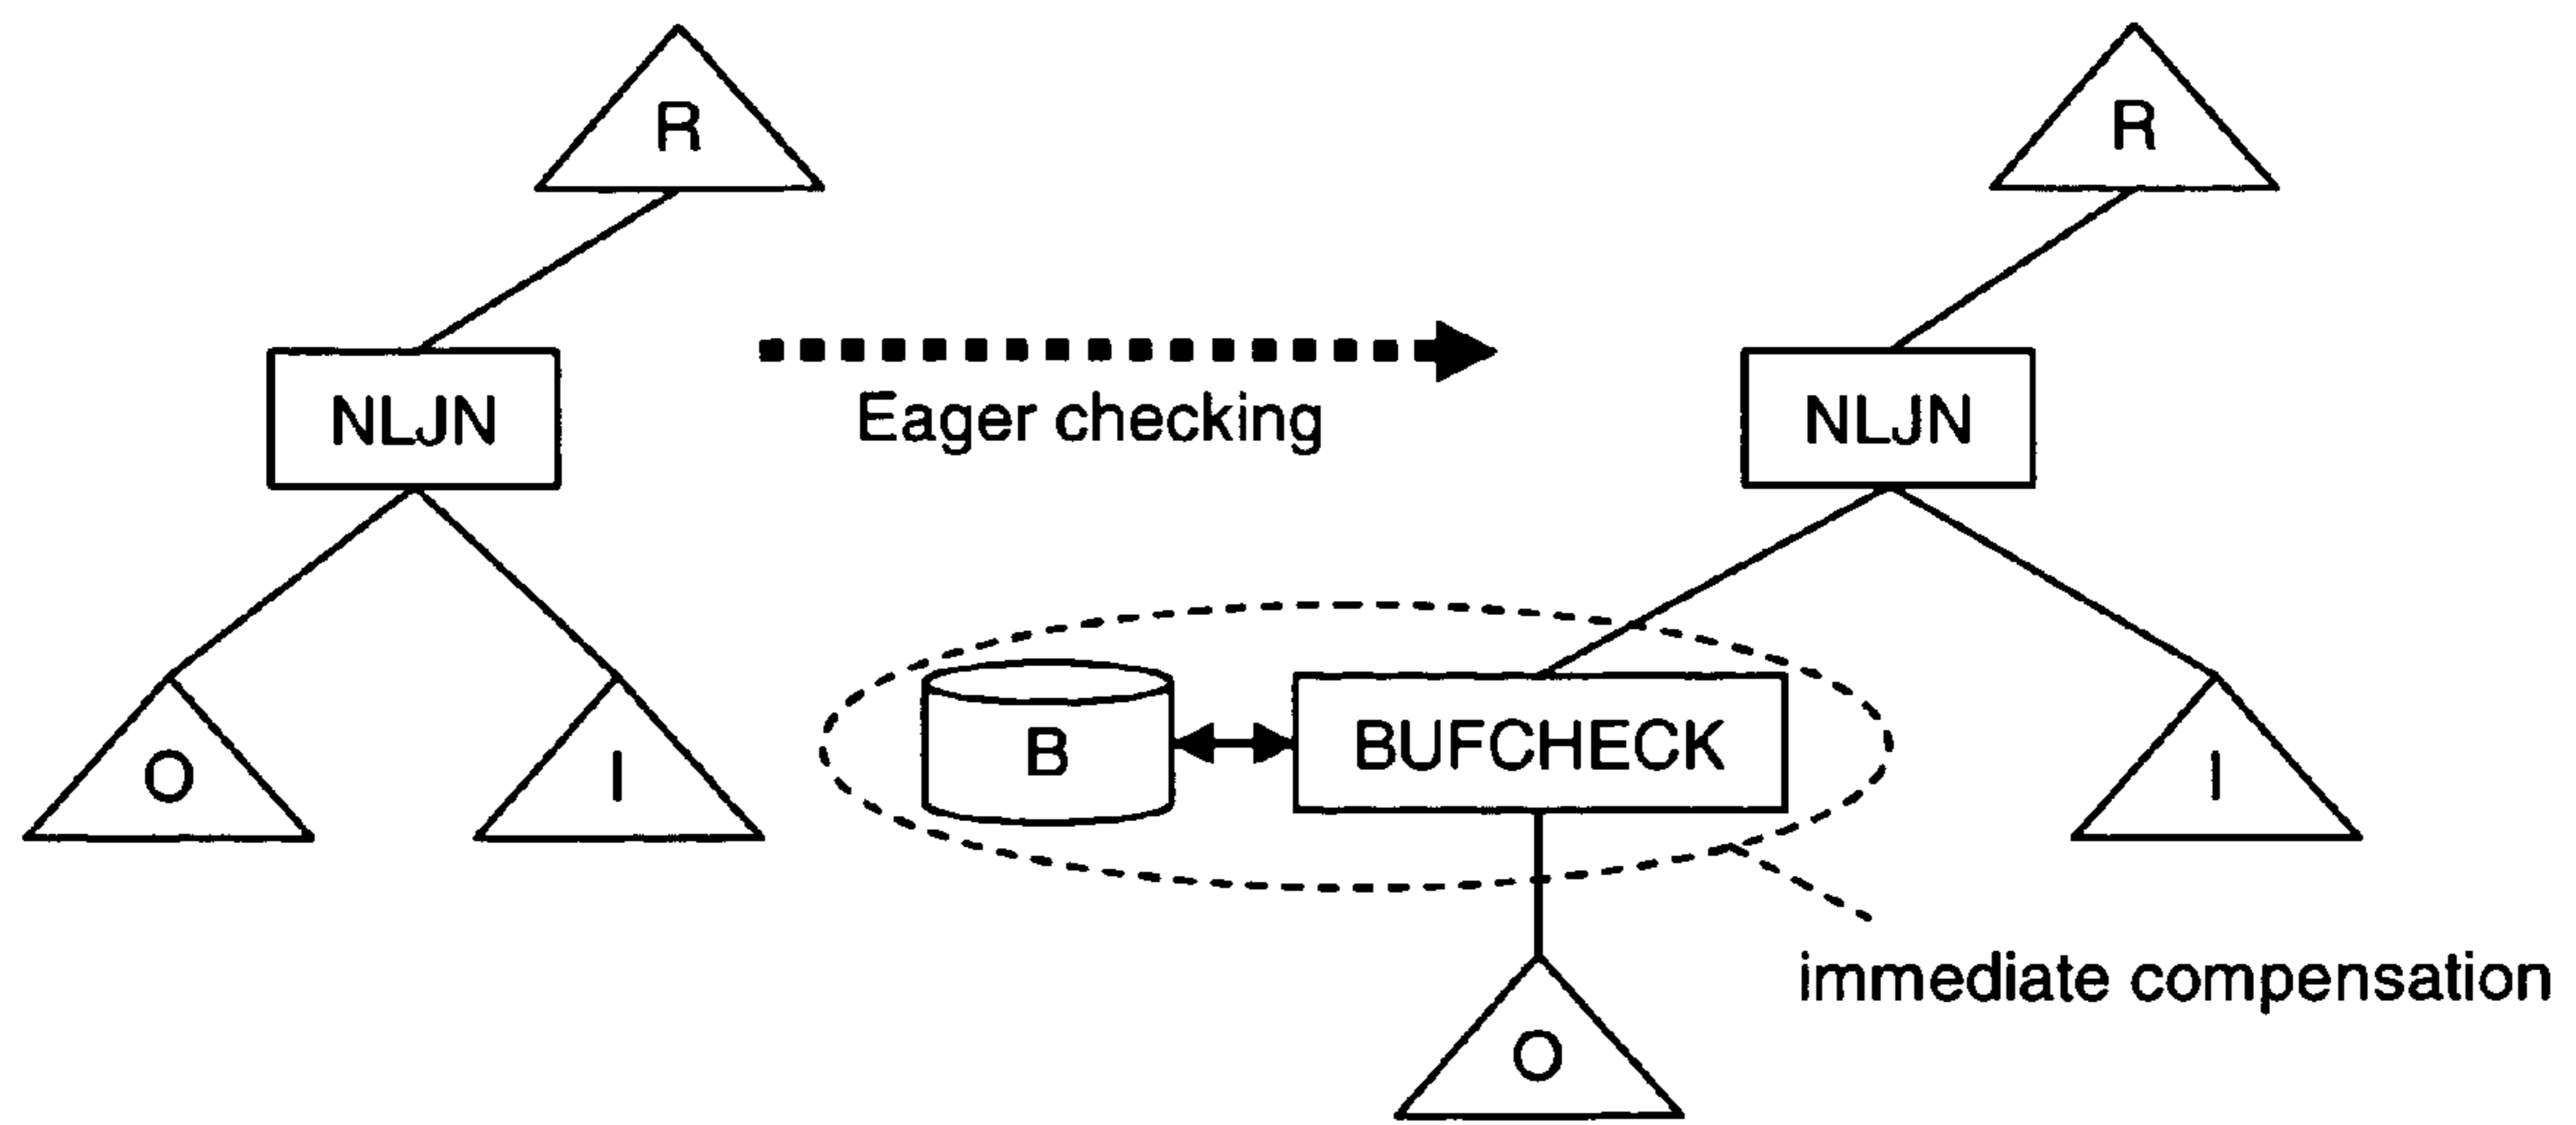 R
R
NLJN
Eager checking
NLJN
O
I
B
BUFCHECK
I
immediate compensation
O